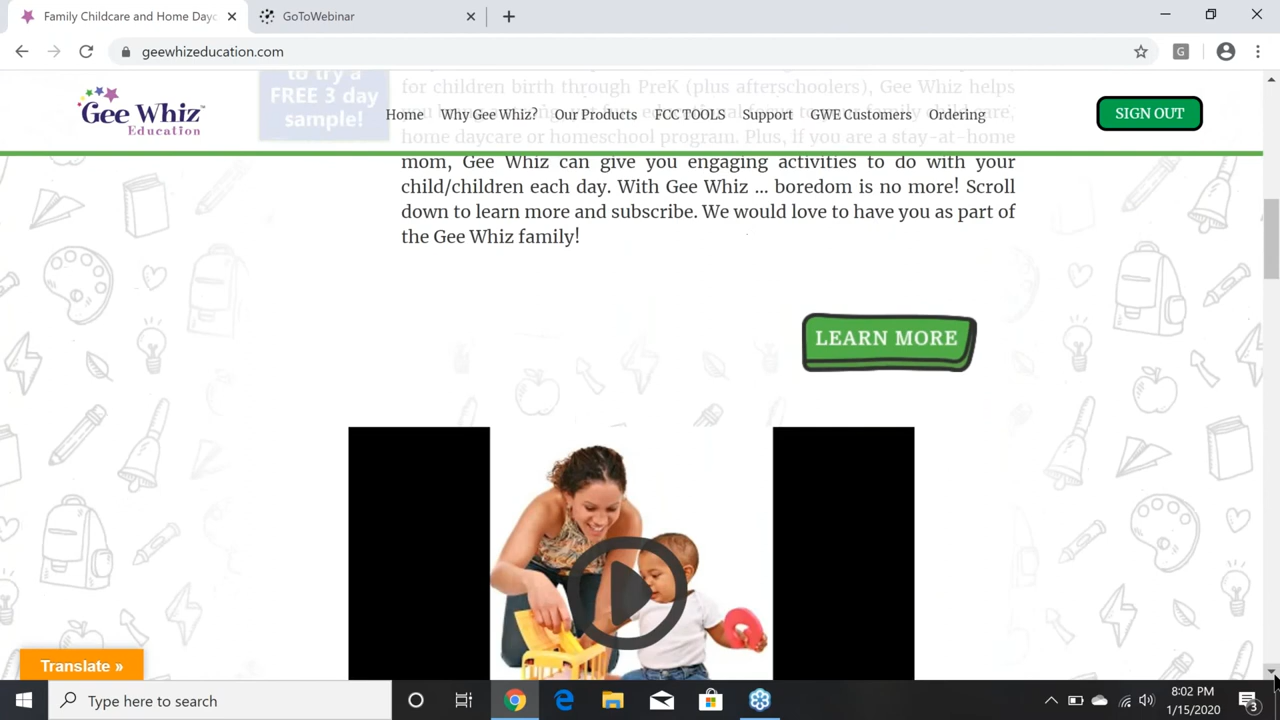 Family Childcare and Home Dayc
GoToWebinar
geewhizeducation.com
G
to try a
FREE 3 day
sample!
for children birth through PreK (plus afterschoolers), Gee Whiz helps
home daycare or homeschool program. Plus, if you are a stay-at-home
Gee Whiz™
Education
Home
Why Gee Whiz?
Our Products
FCC TOOLS
Support
GWE Customers
Ordering
SIGN OUT
mom, Gee Whiz can give you engaging activities to do with your
child/children each day. With Gee Whiz ... boredom is no more! Scroll
down to learn more and subscribe. We would love to have you as part of
the Gee Whiz family!
LEARN MORE
Translate »
Type here to search
8:02 PM
1/15/2020
3